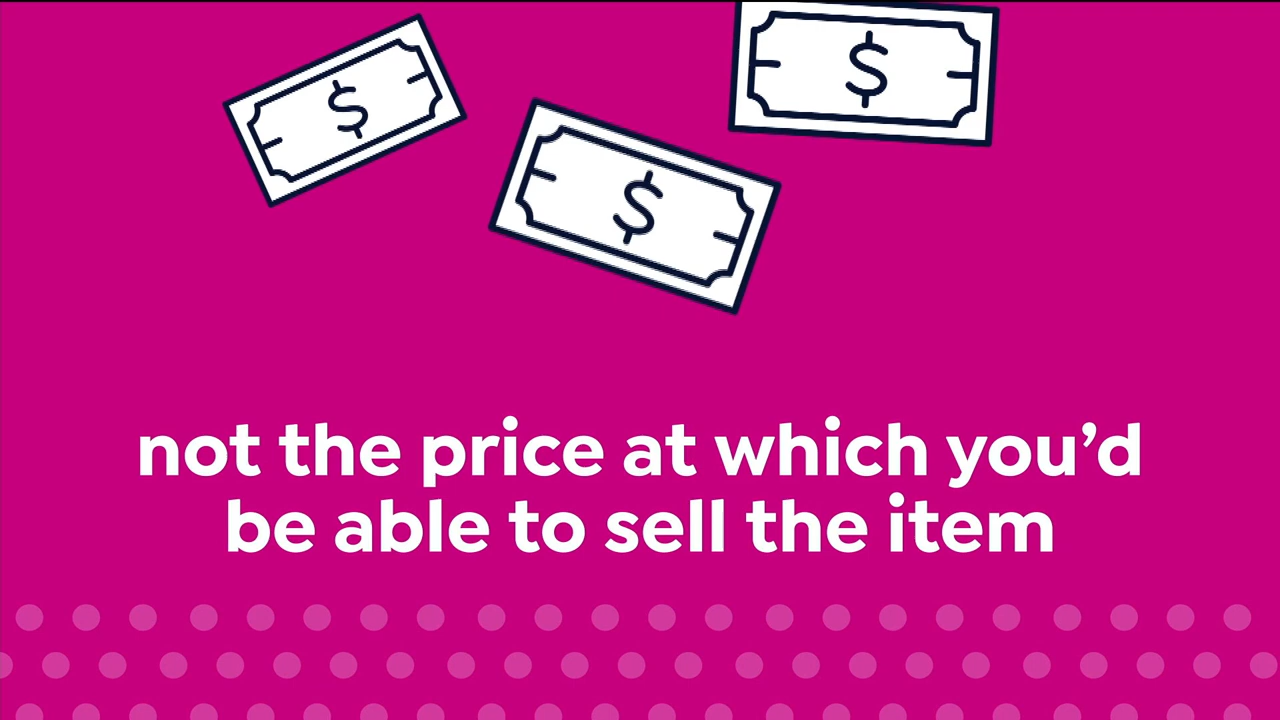 $
$
$
not the price at which you’d
be able to sell the item